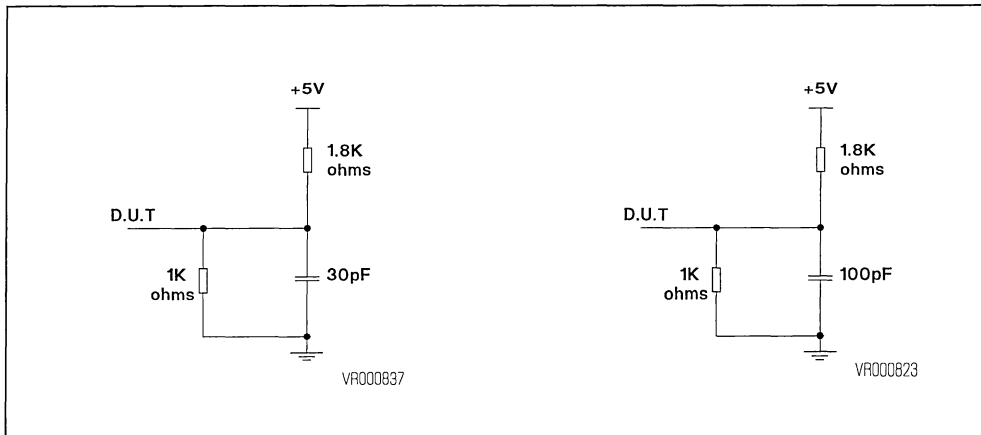 +5V
1.8K
ohms
D.U.T
1K
ohms
30pF
VR000837
+5V
1.8K
ohms
D.U.T
1K
ohms
100pF
VR000823